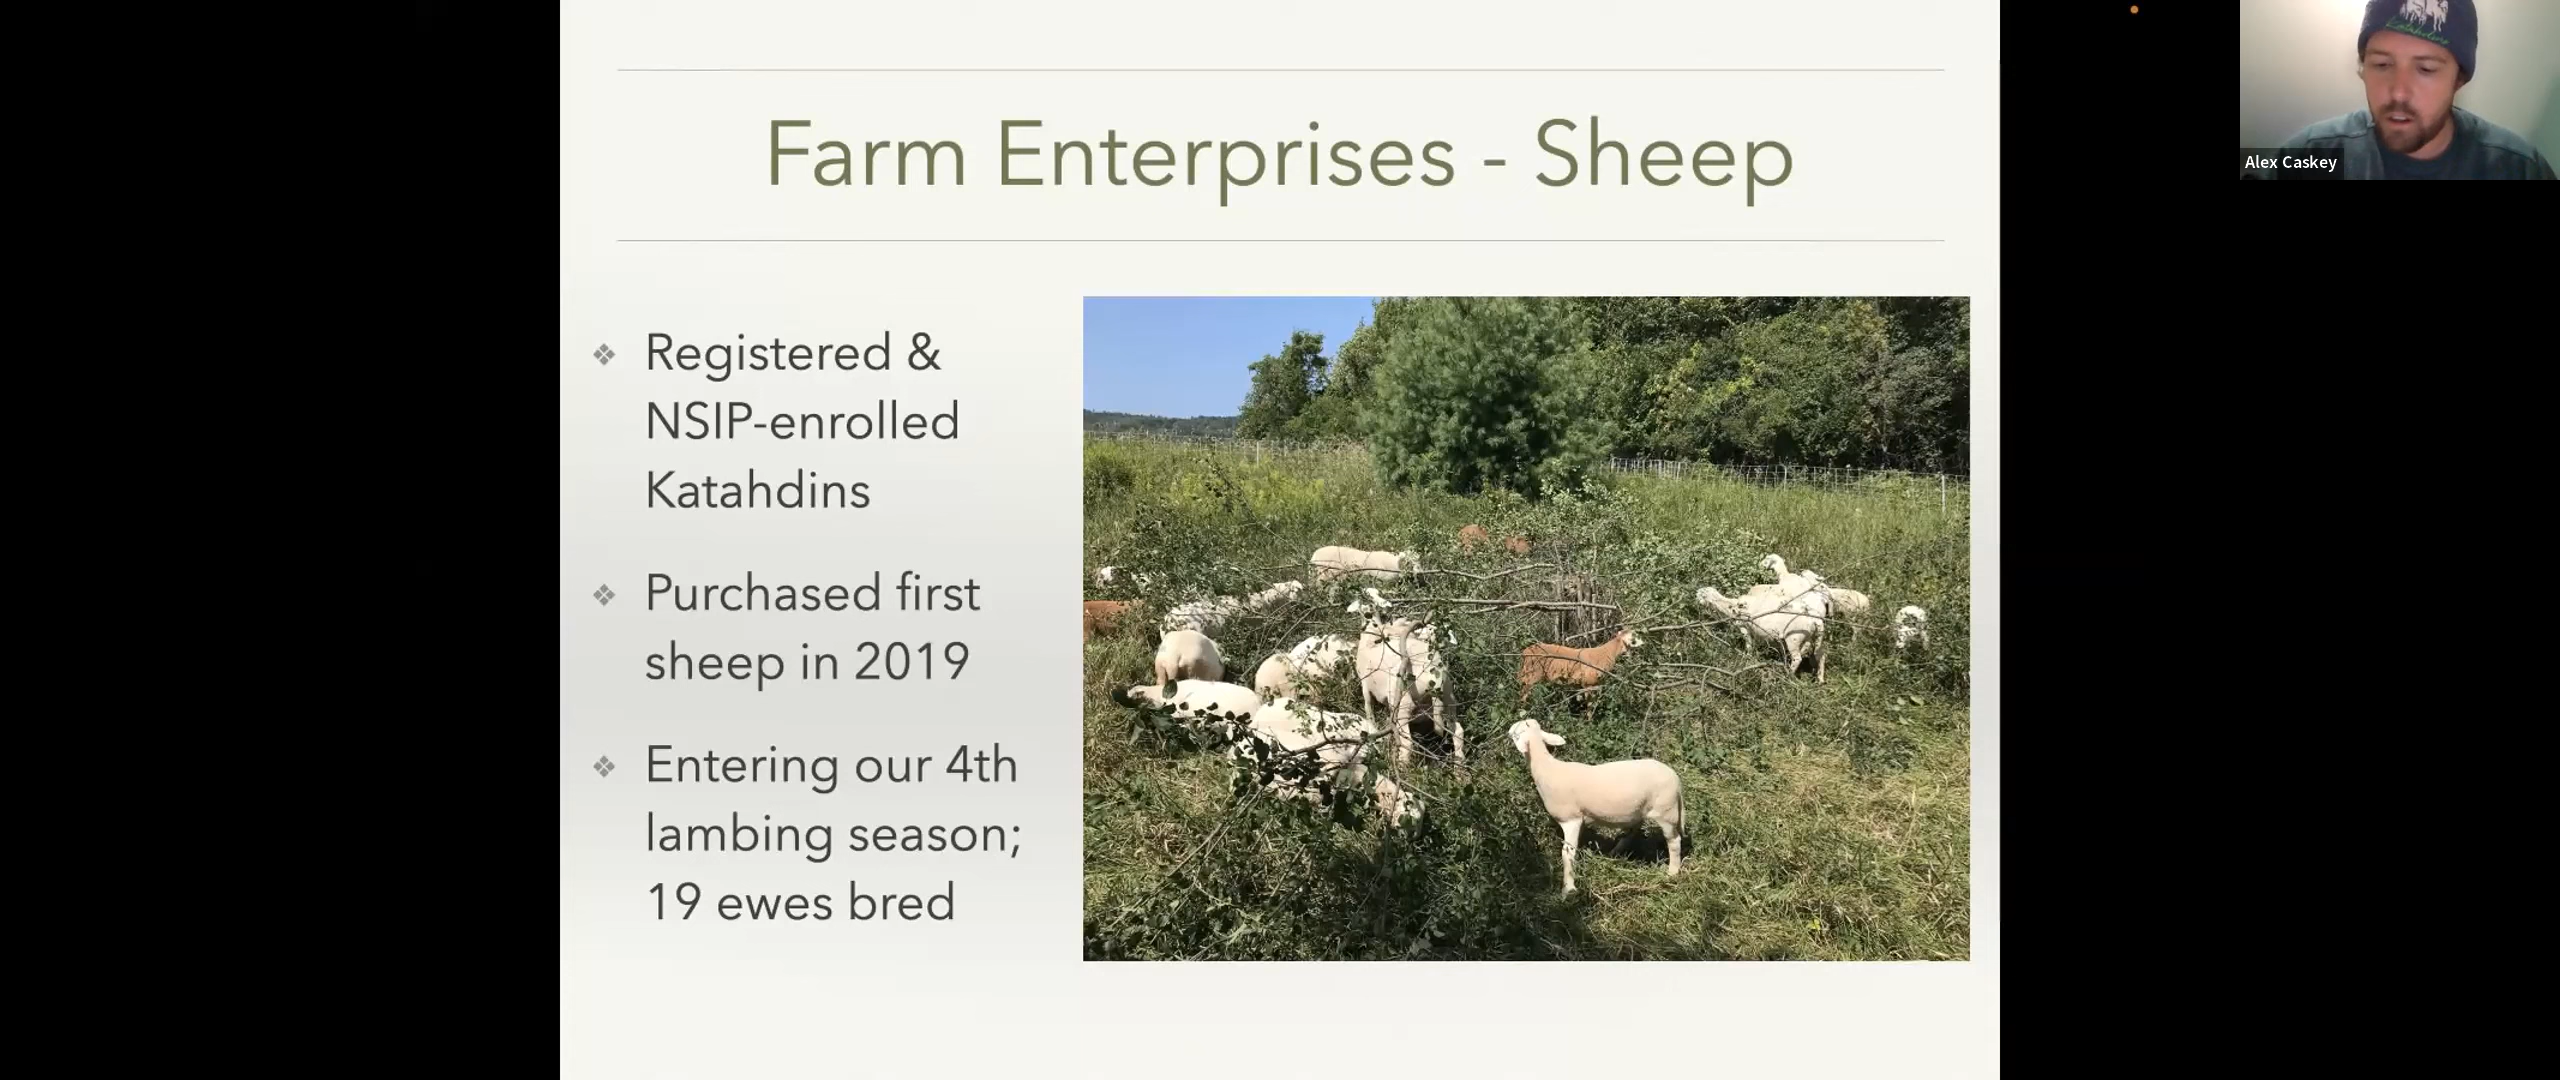 Farm Enterprises - Sheep
Registered &
NSIP-enrolled
Katahdins
Purchased first
sheep in 2019
Entering our 4th
lambing season;
19 ewes bred
Alex Caskey